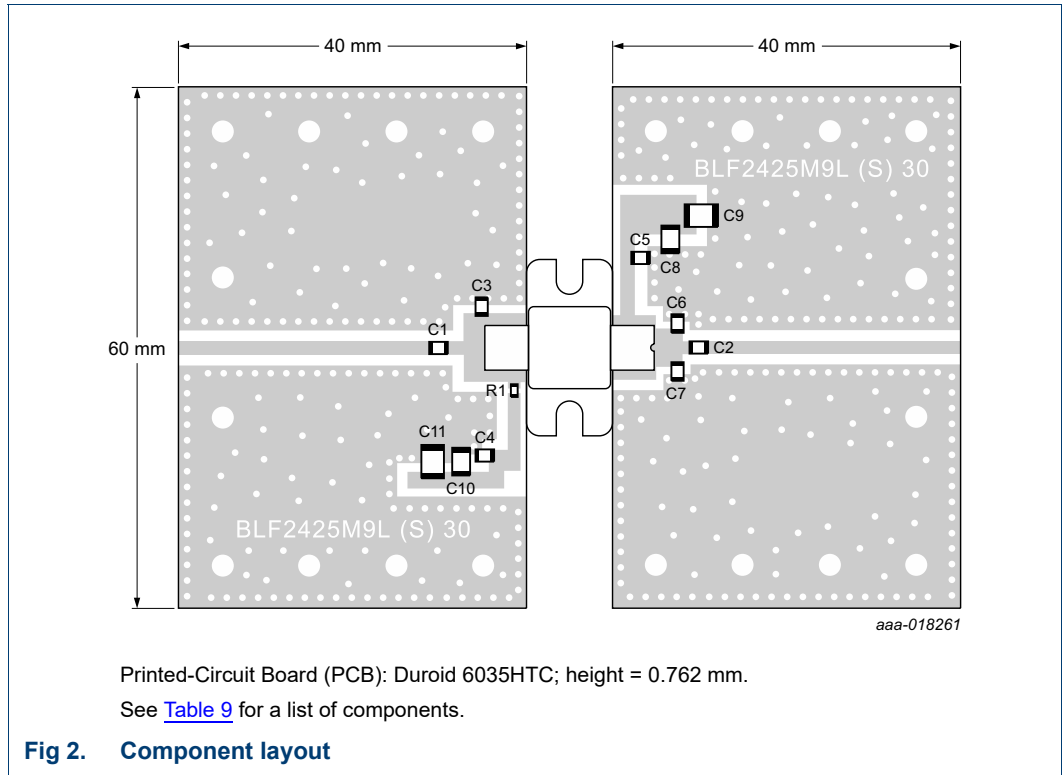 40 mm
40 mm
60 mm
BLF2425M9L (S) 30
C9
C5
C8
C3
C6
C1
C2
R1
C7
C11
C4
C10
BLF2425M9L (S) 30
aaa-018261
Printed-Circuit Board (PCB): Duroid 6035HTC; height = 0.762 mm.
See Table 9 for a list of components.
Fig 2. Component layout